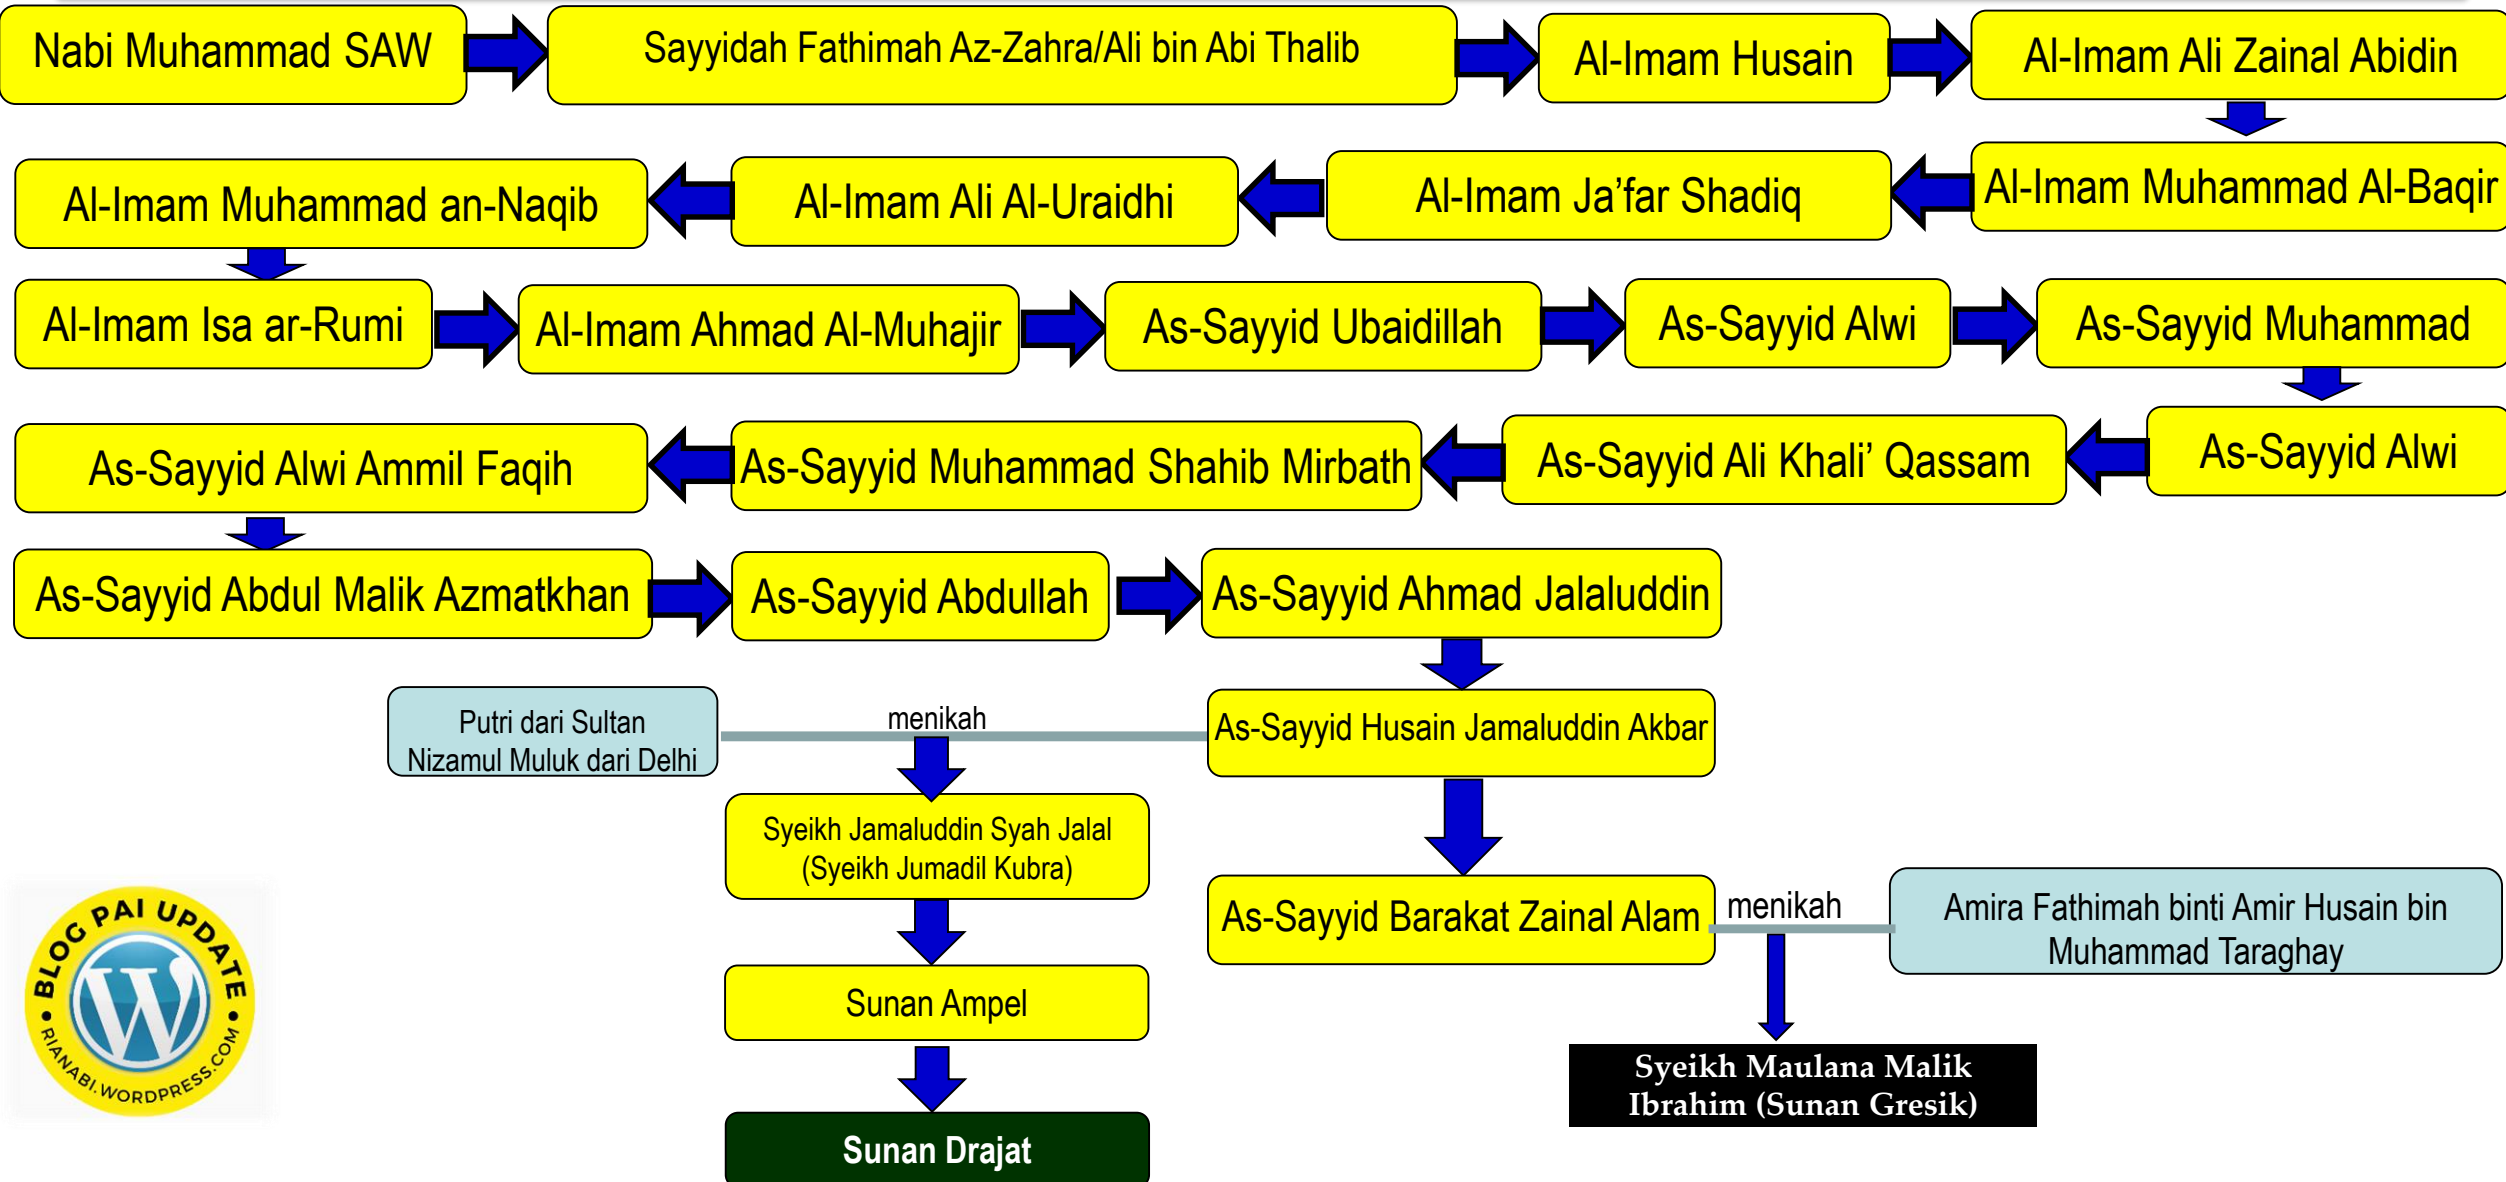 Nabi Muhammad SAW
Sayyidah Fathimah Az-Zahra/Ali bin Abi Thalib
Al-Imam Husain
Al-Imam Ali Zainal Abidin
Al-Imam Muhammad Al-Baqir
Al-Imam Ja’far Shadiq
Al-Imam Ali Al-Uraidhi
Al-Imam Muhammad an-Naqib
Al-Imam Isa ar-Rumi
Al-Imam Ahmad Al-Muhajir
As-Sayyid Ubaidillah
As-Sayyid Alwi
As-Sayyid Muhammad
As-Sayyid Alwi
As-Sayyid Ali Khali’ Qassam
As-Sayyid Muhammad Shahib Mirbath
As-Sayyid Alwi Ammil Faqih
As-Sayyid Abdul Malik Azmatkhan
As-Sayyid Abdullah
As-Sayyid Ahmad Jalaluddin
As-Sayyid Husain Jamaluddin Akbar
menikah
Putri dari Sultan
Nizamul Muluk dari Delhi
Syeikh Jamaluddin Syah Jalal
(Syeikh Jumadil Kubra)
Sunan Ampel
Sunan Drajat
As-Sayyid Barakat Zainal Alam
menikah
Amira Fathimah binti Amir Husain bin
Muhammad Taraghay
Syeikh Maulana Malik
Ibrahim (Sunan Gresik)
BLOG PAI UPDATE
RIANABI.WORDPRESS.COM